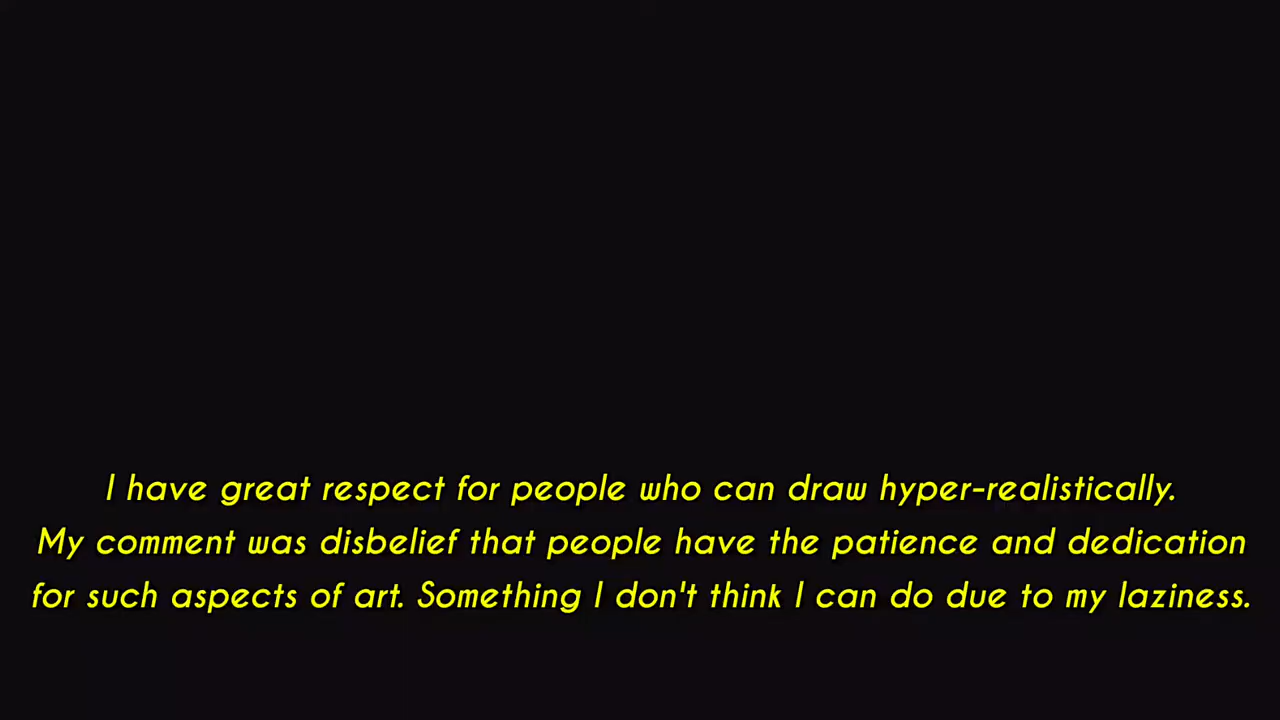 I have great respect for people who can draw hyper-realistically.
My comment was disbelief that people have the patience and dedication
for such aspects of art. Something I don't think I can do due to my laziness.